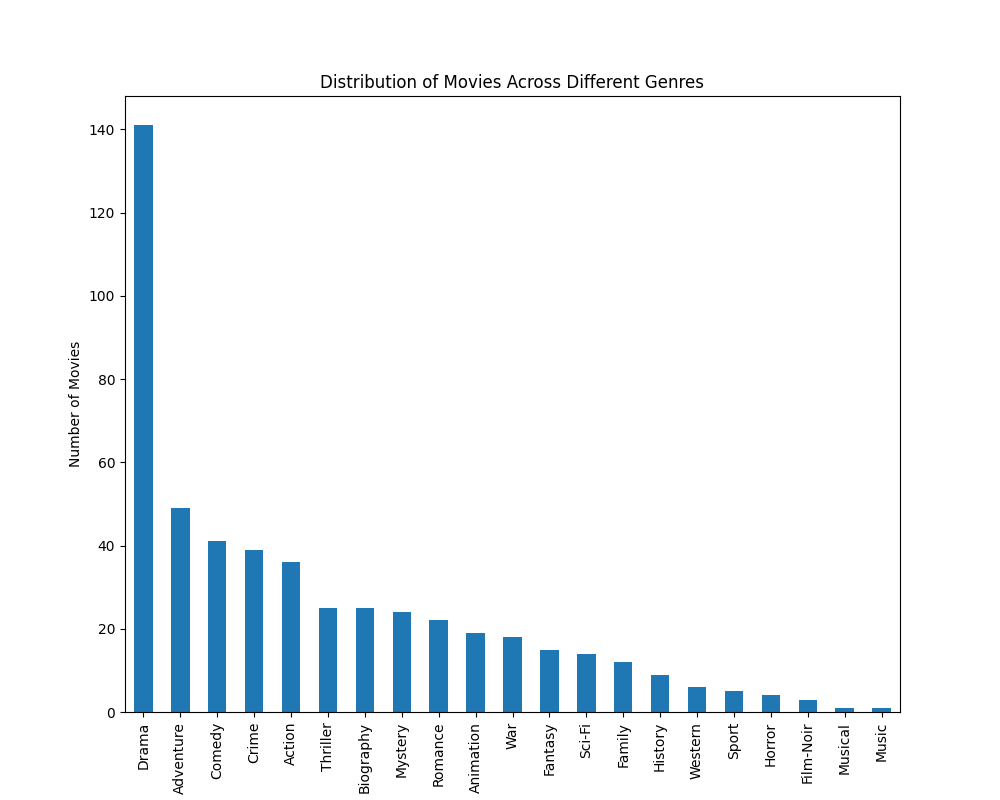 Distribution of Movies Across Different Genres
Number of Movies
140
120
100
80
60
40
20
0
Drama
Adventure
Comedy
Crime
Action
Thriller
Biography
Mystery
Romance
Animation
War
Fantasy
Sci-Fi
Family
History
Western
Sport
Horror
Film-Noir
Musical
Music